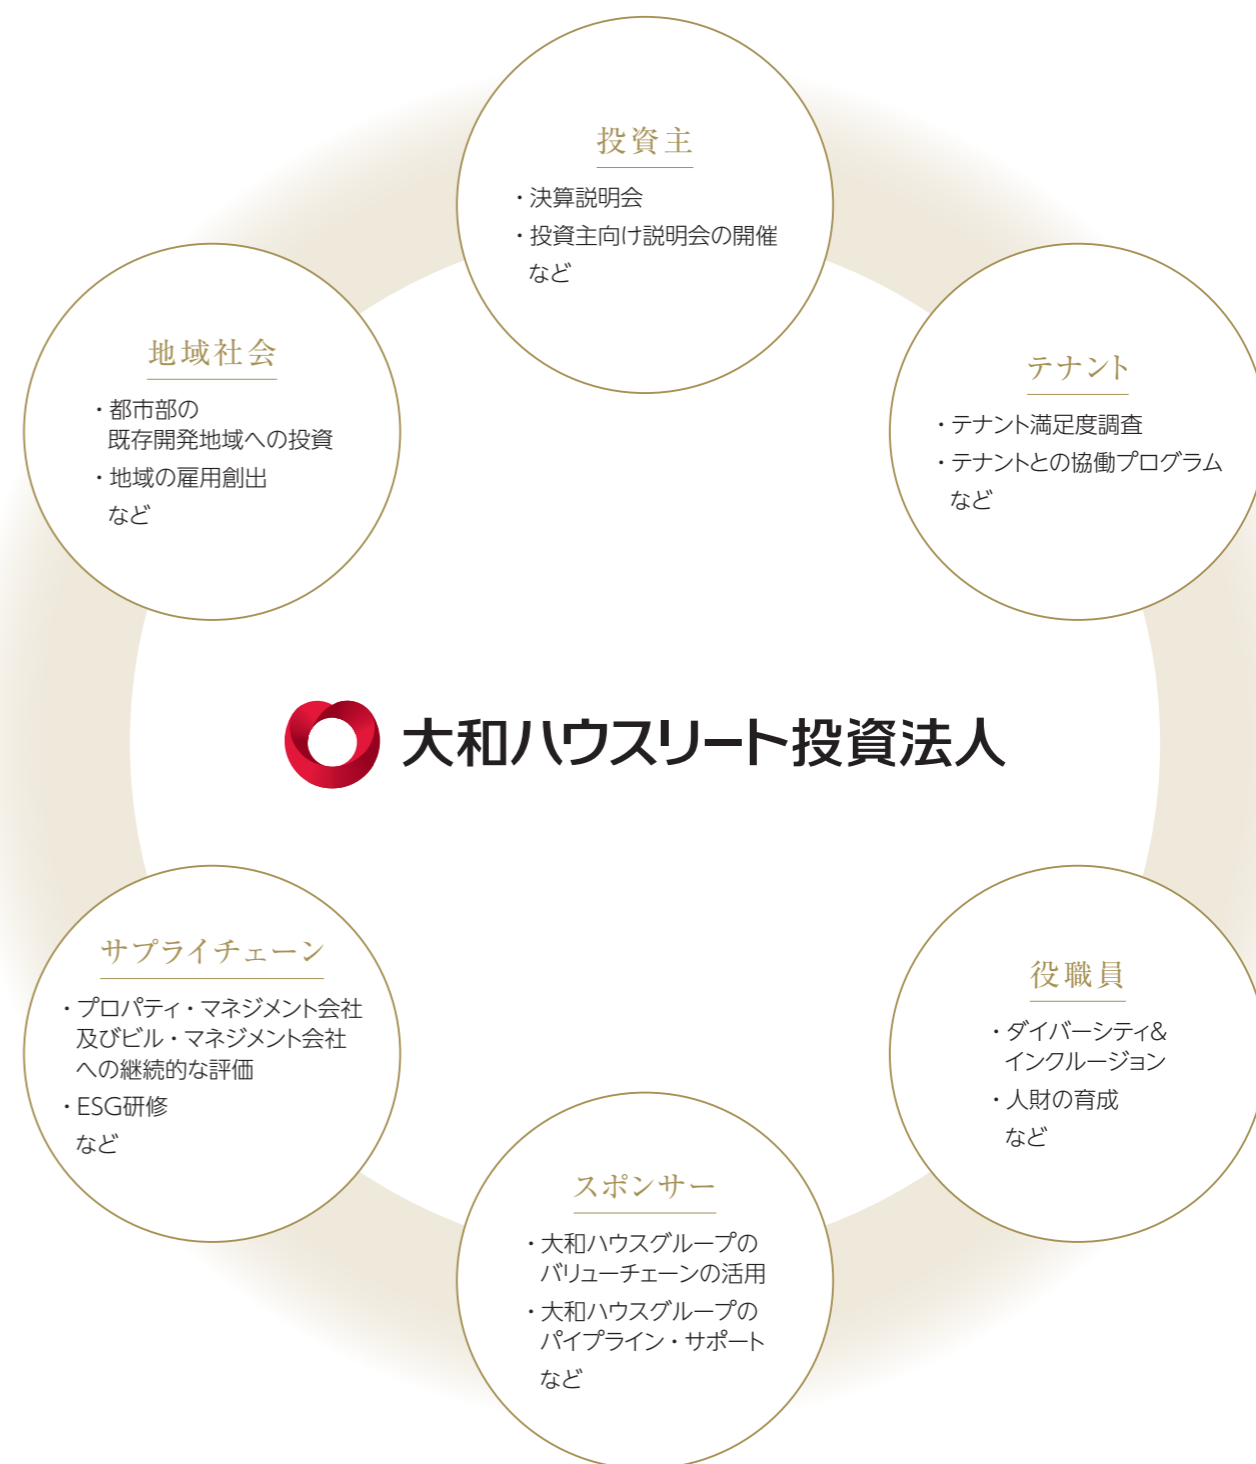 投資主
・決算説明会
・投資主向け説明会の開催
など
地域社会
・都市部の
既存開発地域への投資
・地域の雇用創出
など
テナント
・テナント満足度調査
・テナントとの協働プログラム
など
大和ハウスリート投資法人
サプライチェーン
・プロパティ・マネジメント会社
及びビル・マネジメント会社
への継続的な評価
・ESG研修
など
役職員
・ダイバーシティ&
インクルージョン
・人財の育成
など
スポンサー
・大和ハウスグループの
バリューチェーンの活用
・大和ハウスグループの
パイプライン・サポート
など